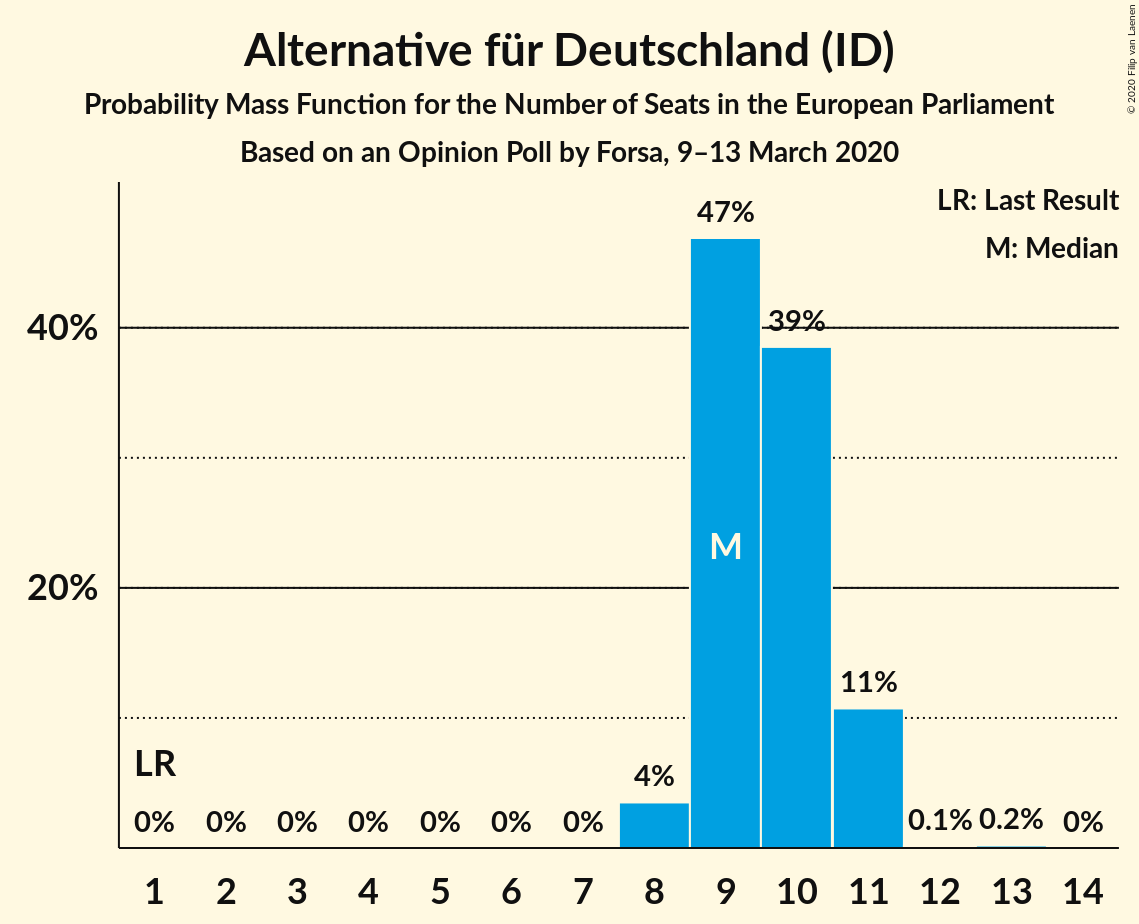 Alternative für Deutschland (ID)
Probability Mass Function for the Number of Seats in the European Parliament
Based on an Opinion Poll by Forsa, 9–13 March 2020
© 2020 Filip van Laenen
LR: Last Result
M: Median
47%
40%
39%
M
20%
11%
LR
4%
0% 0% 0% 0% 0% 0% 0% 0.1% 0.2% 0%
1 2 3 4 5 6 7 8 9 10 11 12 13 14